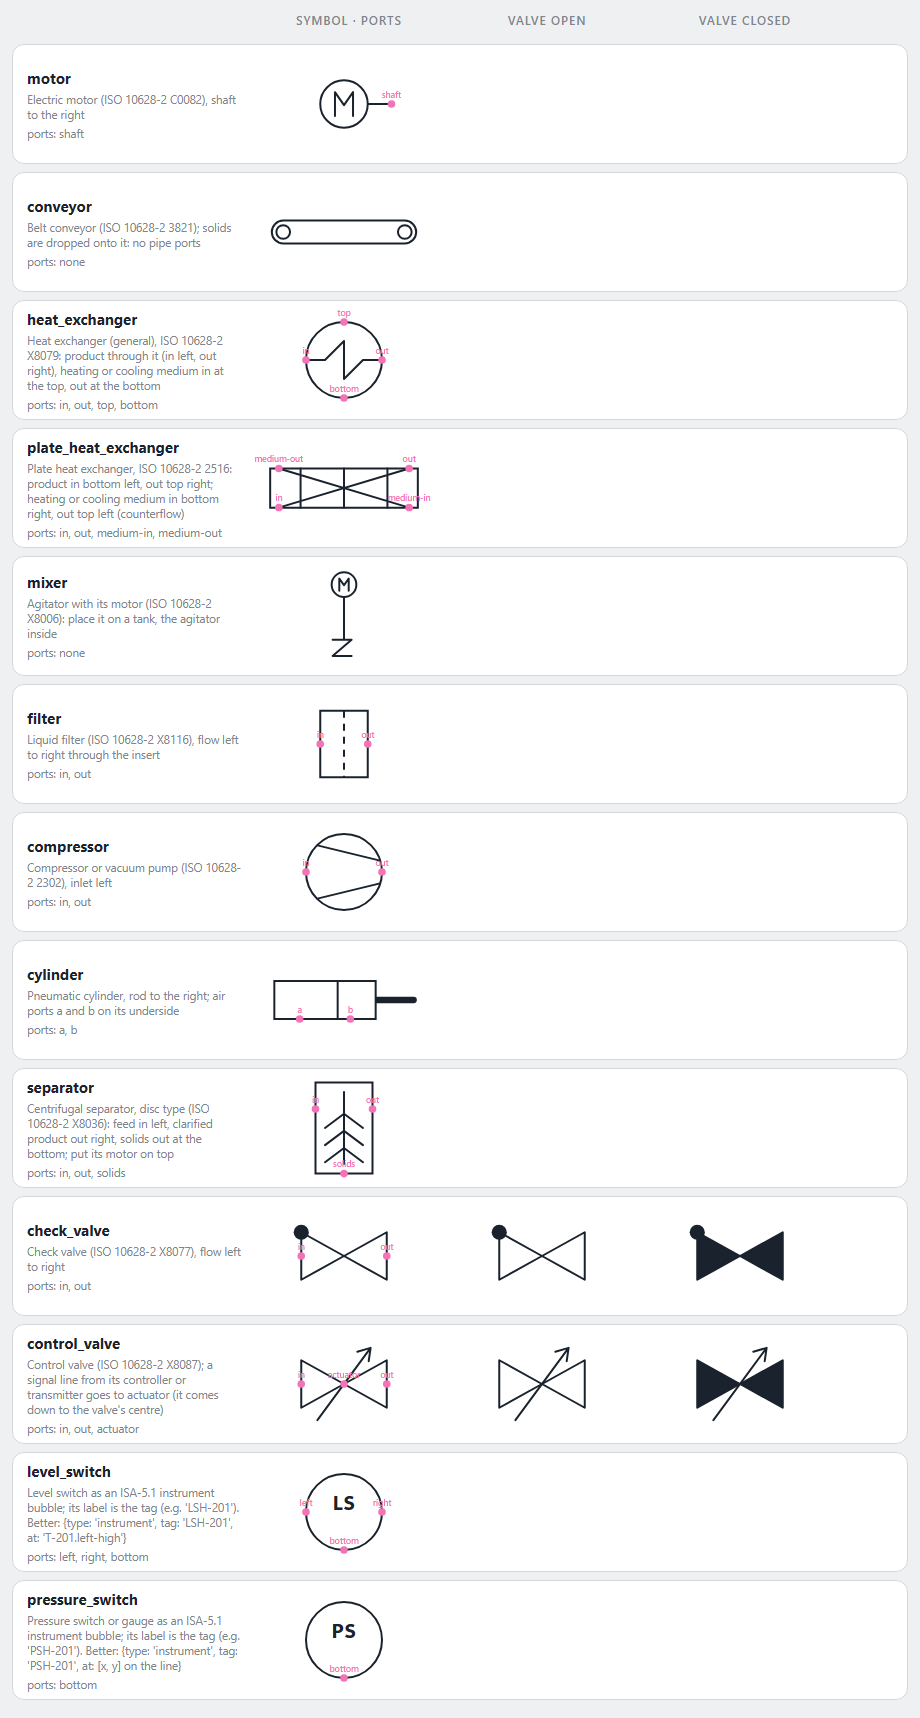 SYMBOL · PORTS
VALVE OPEN
VALVE CLOSED
motor
Electric motor (ISO 10628-2 C0082), shaft
to the right
ports: shaft
M
shaft
conveyor
Belt conveyor (ISO 10628-2 3821); solids
are dropped onto it: no pipe ports
ports: none
heat_exchanger
Heat exchanger (general), ISO 10628-2
X8079: product through it (in left, out
right), heating or cooling medium in at
the top, out at the bottom
ports: in, out, top, bottom
top
in
out
bottom
plate_heat_exchanger
Plate heat exchanger, ISO 10628-2 2516:
product in bottom left, out top right;
heating or cooling medium in bottom
right, out top left (counterflow)
ports: in, out, medium-in, medium-out
medium-out
out
in
medium-in
mixer
Agitator with its motor (ISO 10628-2
X8006): place it on a tank, the agitator
inside
ports: none
M
filter
Liquid filter (ISO 10628-2 X8116), flow left
to right through the insert
ports: in, out
in
out
compressor
Compressor or vacuum pump (ISO 10628-
2 2302), inlet left
ports: in, out
in
out
cylinder
Pneumatic cylinder, rod to the right; air
ports a and b on its underside
ports: a, b
a
b
separator
Centrifugal separator, disc type (ISO
10628-2 X8036): feed in left, clarified
product out right, solids out at the
bottom; put its motor on top
ports: in, out, solids
in
out
solids
check_valve
Check valve (ISO 10628-2 X8077), flow left
to right
ports: in, out
in
out
control_valve
Control valve (ISO 10628-2 X8087); a
signal line from its controller or
transmitter goes to actuator (it comes
down to the valve's centre)
ports: in, out, actuator
in
actuator
out
level_switch
Level switch as an ISA-5.1 instrument
bubble; its label is the tag (e.g. 'LSH-201').
Better: {type: 'instrument', tag: 'LSH-201',
at: 'T-201.left-high'}
ports: left, right, bottom
LS
left
right
bottom
pressure_switch
Pressure switch or gauge as an ISA-5.1
instrument bubble; its label is the tag (e.g.
'PSH-201'). Better: {type: 'instrument', tag:
'PSH-201', at: [x, y] on the line}
ports: bottom
PS
bottom